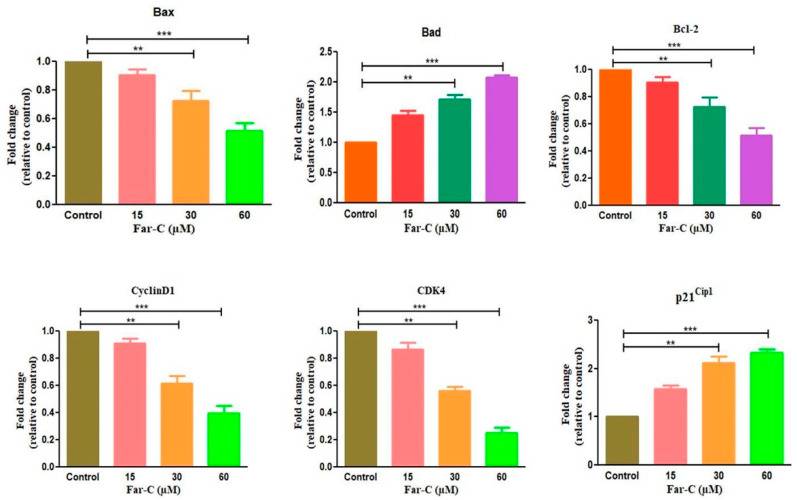 Bax
***
**
Fold change
(relative to control)
1.0
0.8
0.6
0.4
0.2
0.0
Control 15 30 60
Far-C (µM)
Bad
***
**
Fold change
(relative to control)
2.5
2.0
1.5
1.0
0.5
0.0
Control 15 30 60
Far-C (µM)
Bcl-2
***
**
Fold change
(relative to control)
1.0
0.8
0.6
0.4
0.2
0.0
Control 15 30 60
Far-C (µM)
CyclinD1
***
**
Fold change
(relative to control)
1.0
0.8
0.6
0.4
0.2
0.0
Control 15 30 60
Far-C (µM)
CDK4
***
**
Fold change
(relative to control)
1.0
0.8
0.6
0.4
0.2
0.0
Control 15 30 60
Far-C (µM)
p21Cip1
***
**
Fold change
(relative to control)
3
2
1
0
Control 15 30 60
Far-C (µM)